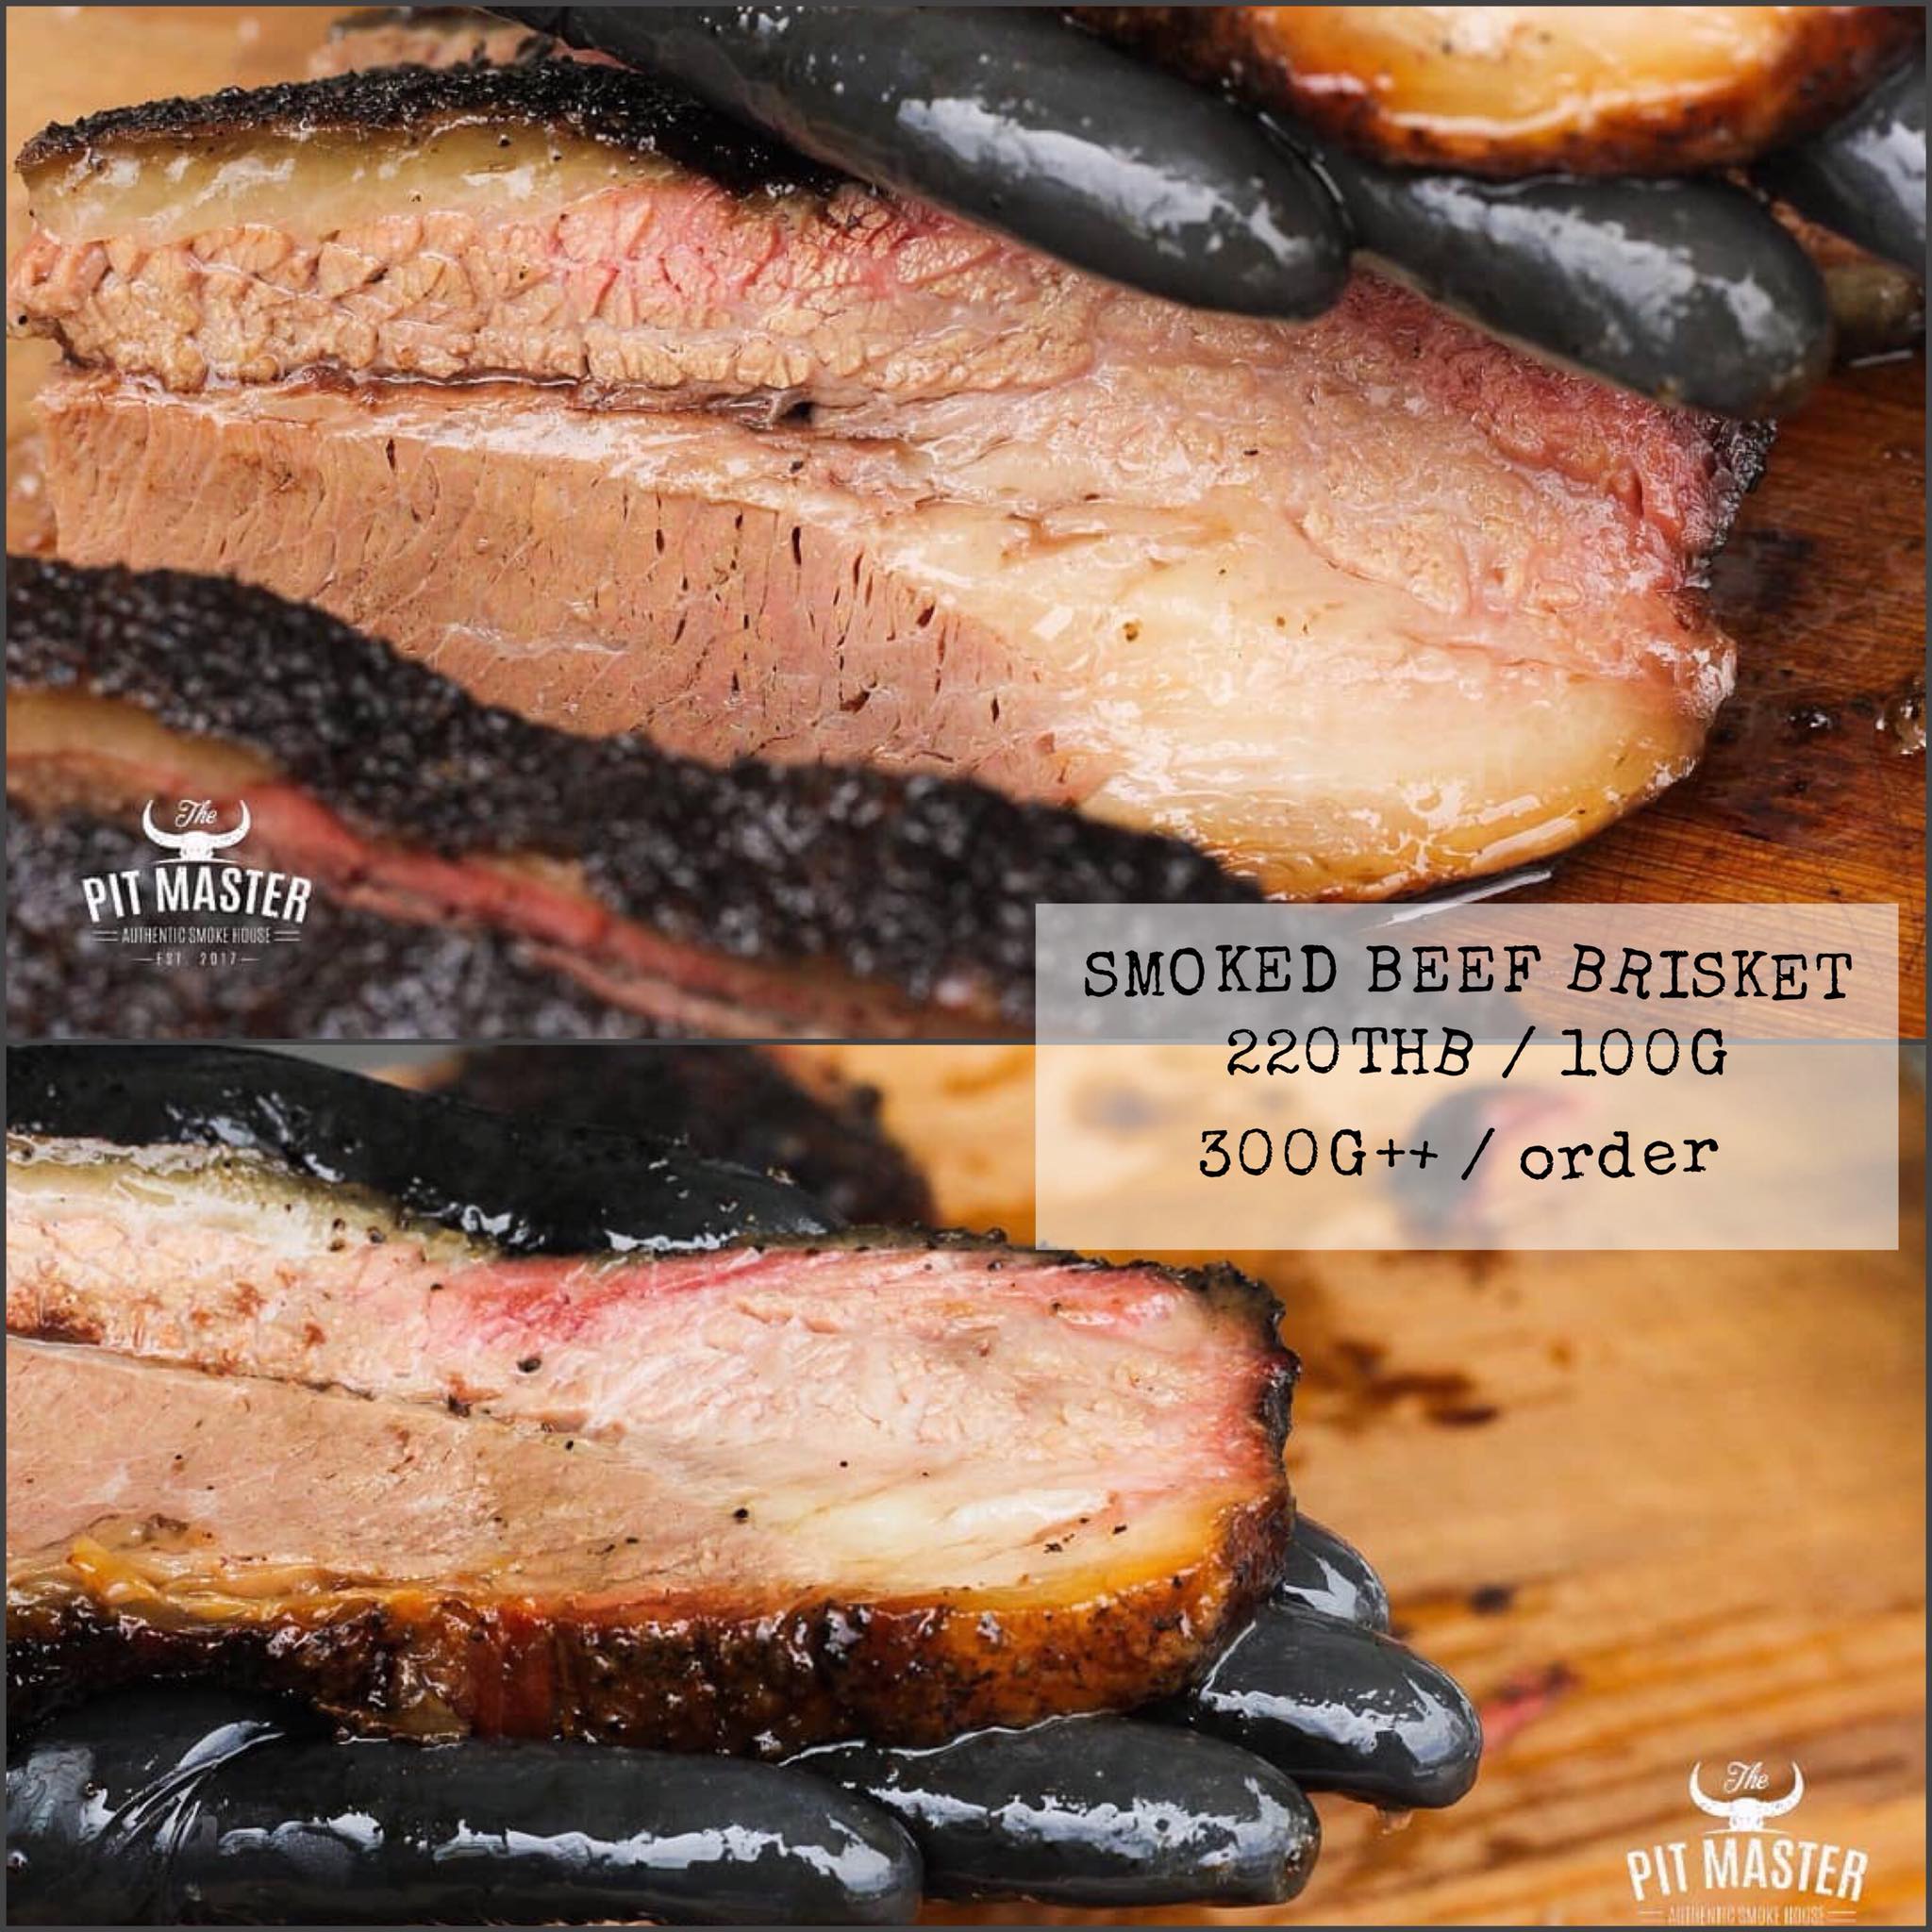 The
PIT MASTER
AUTHENTIC SMOKE HOUSE
EST. 2017
SMOKED BEEF BRISKET
220THB / 100G
300G++ / order
The
PIT MASTER
AUTHENTIC SMOKE HOUSE